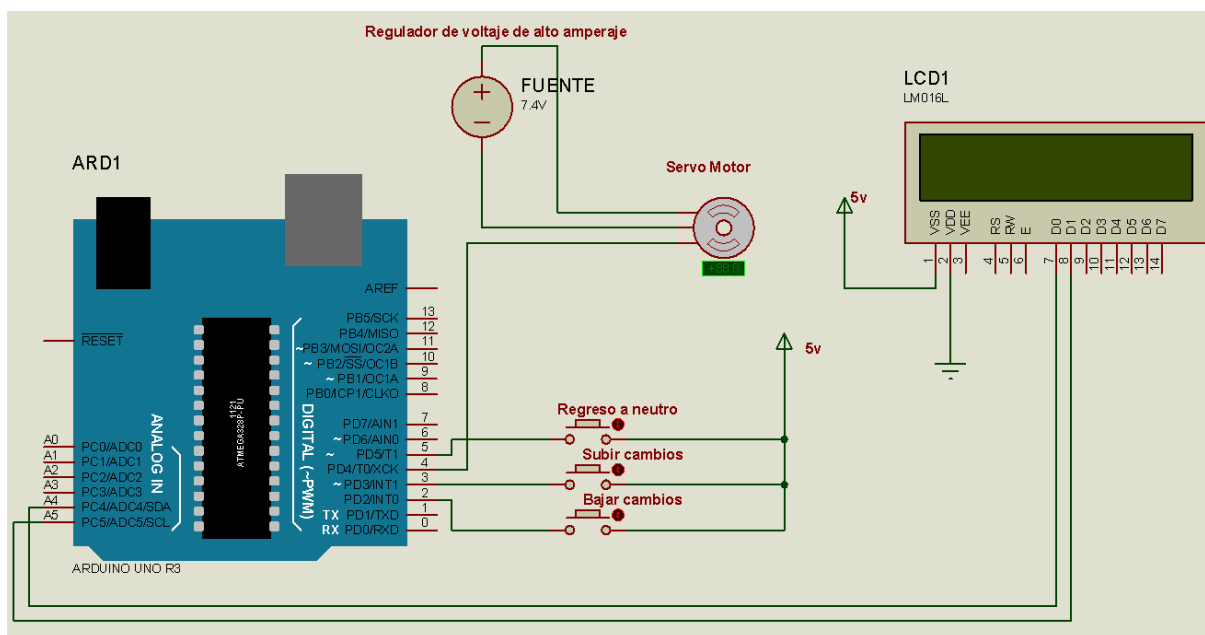 Regulador de voltaje de alto amperaje
FUENTE
7.4V
LCD1
LM016L
ARD1
Servo Motor
5v
VSS
VDD
VEE
RS
RW
E
D0
D1
D2
D3
D4
D5
D6
D7
1
2
3
4
5
6
7
8
9
10
11
12
13
14
+88.8
AREF
RESET
PB5/SCK 13
PB4/MISO 12
~PB3/MOSI/OC2A 11
~ PB2/SS/OC1B 10
~ PB1/OC1A 9
PB0/ICP1/CLKO 8
PD7/AIN1 7
~ PD6/AIN0 6
~ PD5/T1 5
PD4/T0/XCK 4
~ PD3/INT1 3
PD2/INT0 2
TX PD1/TXD 1
RX PD0/RXD 0
DIGITAL (~PWM)
1121
ATMEGA328P-PU
ANALOG IN
A0 PC0/ADC0
A1 PC1/ADC1
A2 PC2/ADC2
A3 PC3/ADC3
A4 PC4/ADC4/SDA
A5 PC5/ADC5/SCL
ARDUINO UNO R3
5v
Regreso a neutro
Subir cambios
Bajar cambios